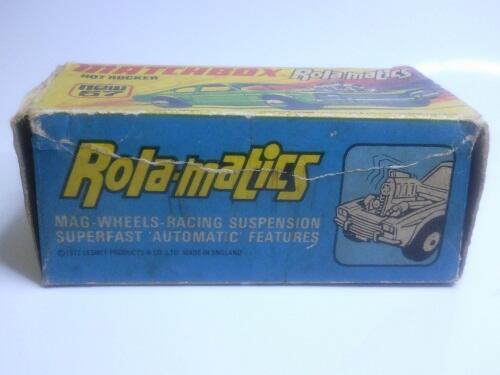 MATCHBOX Rola-matics
HOT ROCKER
NEW
67
Rola-matics
MAG-WHEELS-RACING SUSPENSION
SUPERFAST 'AUTOMATIC' FEATURES
© 1972 LESNEY PRODUCTS & CO. LTD. MADE IN ENGLAND